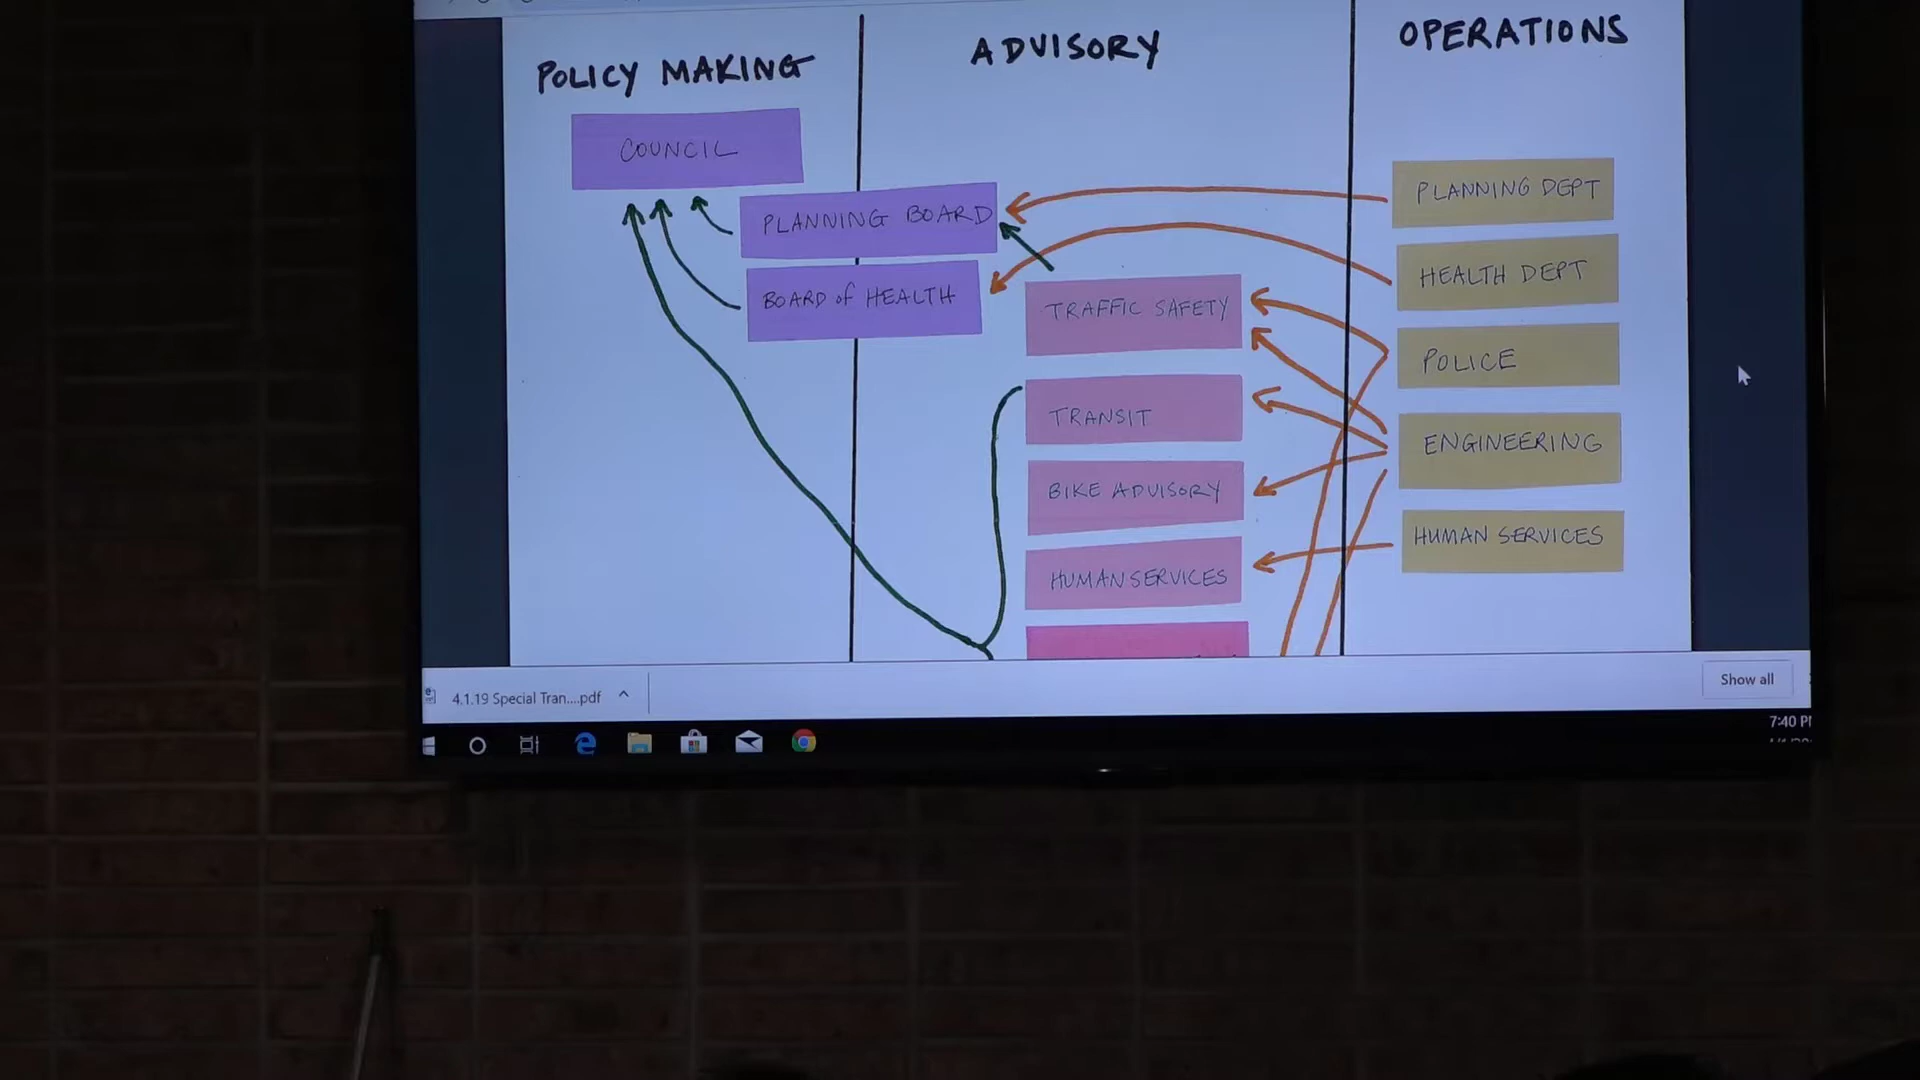 POLICY MAKING
ADVISORY
OPERATIONS
COUNCIL
PLANNING BOARD
BOARD of HEALTH
TRAFFIC SAFETY
TRANSIT
BIKE ADVISORY
HUMAN SERVICES
PLANNING DEPT
HEALTH DEPT
POLICE
ENGINEERING
HUMAN SERVICES
4.1.19 Special Tran....pdf
Show all
7:40 P